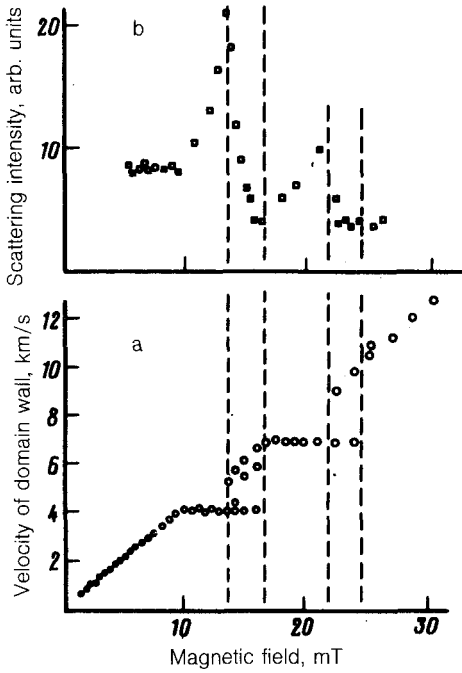 Scattering intensity, arb. units
20
10
b
Velocity of domain wall, km/s
12
10
8
6
4
2
a
10
20
30
Magnetic field, mT